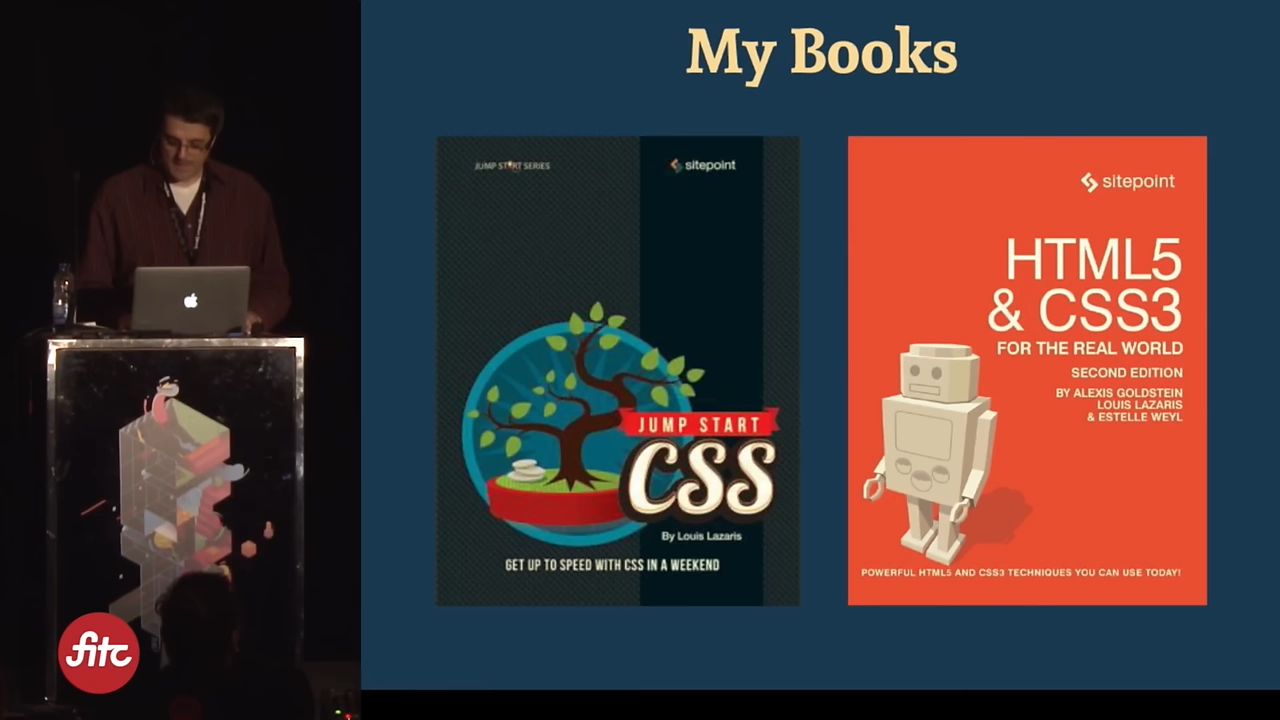 My Books
JUMP START SERIES
sitepoint
JUMP START
CSS
By Louis Lazaris
GET UP TO SPEED WITH CSS IN A WEEKEND
sitepoint
HTML5
& CSS3
FOR THE REAL WORLD
SECOND EDITION
BY ALEXIS GOLDSTEIN
LOUIS LAZARIS
& ESTELLE WEYL
POWERFUL HTML5 AND CSS3 TECHNIQUES YOU CAN USE TODAY!
fitc